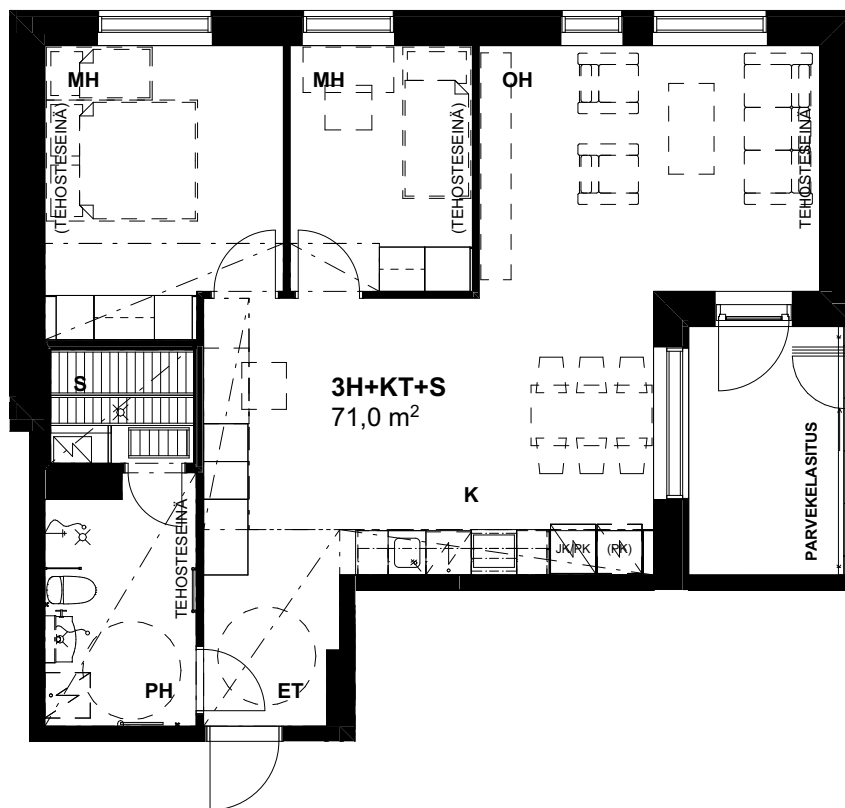 MH
MH
OH
(TEHOSTESEINÄ)
(TEHOSTESEINÄ)
TEHOSTESEINÄ
S
3H+KT+S
71,0 m²
K
PARVEKELASITUS
TEHOSTESEINÄ
JK/PK
(PK)
PH
ET